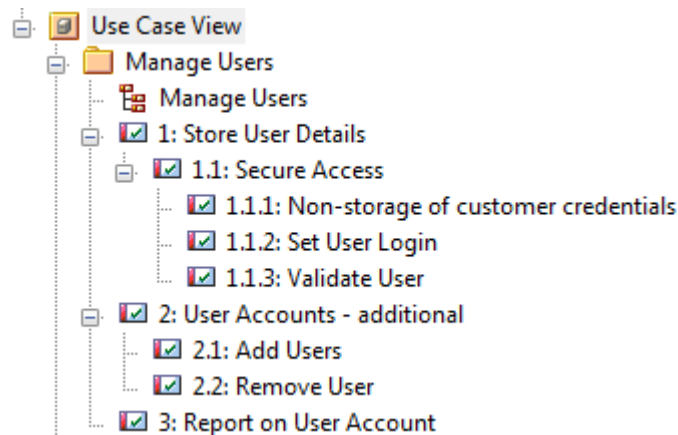 Use Case View
Manage Users
Manage Users
1: Store User Details
1.1: Secure Access
1.1.1: Non-storage of customer credentials
1.1.2: Set User Login
1.1.3: Validate User
2: User Accounts - additional
2.1: Add Users
2.2: Remove User
3: Report on User Account